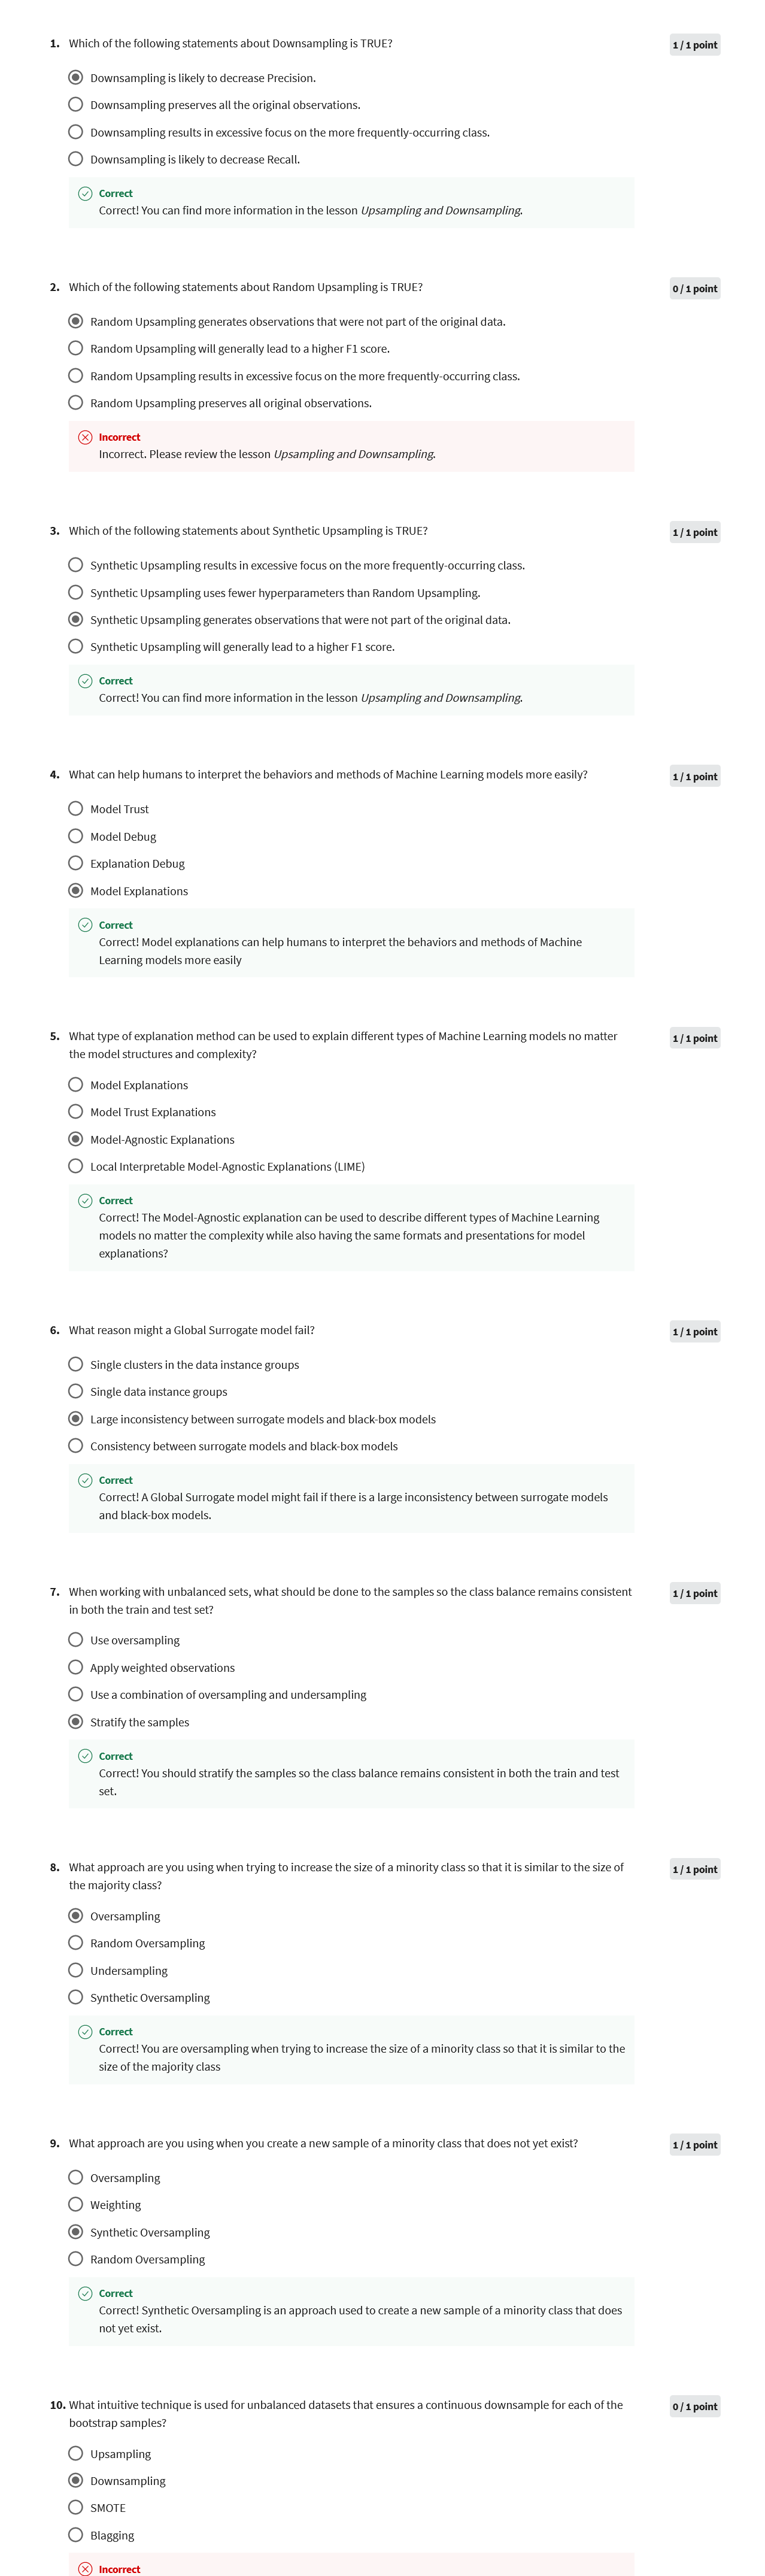 1. Which of the following statements about Downsampling is TRUE?
1 / 1 point
Downsampling is likely to decrease Precision.
Downsampling preserves all the original observations.
Downsampling results in excessive focus on the more frequently-occurring class.
Downsampling is likely to decrease Recall.
Correct
Correct! You can find more information in the lesson Upsampling and Downsampling.
2. Which of the following statements about Random Upsampling is TRUE?
0 / 1 point
Random Upsampling generates observations that were not part of the original data.
Random Upsampling will generally lead to a higher F1 score.
Random Upsampling results in excessive focus on the more frequently-occurring class.
Random Upsampling preserves all original observations.
Incorrect
Incorrect. Please review the lesson Upsampling and Downsampling.
3. Which of the following statements about Synthetic Upsampling is TRUE?
1 / 1 point
Synthetic Upsampling results in excessive focus on the more frequently-occurring class.
Synthetic Upsampling uses fewer hyperparameters than Random Upsampling.
Synthetic Upsampling generates observations that were not part of the original data.
Synthetic Upsampling will generally lead to a higher F1 score.
Correct
Correct! You can find more information in the lesson Upsampling and Downsampling.
4. What can help humans to interpret the behaviors and methods of Machine Learning models more easily?
1 / 1 point
Model Trust
Model Debug
Explanation Debug
Model Explanations
Correct
Correct! Model explanations can help humans to interpret the behaviors and methods of Machine
Learning models more easily
5. What type of explanation method can be used to explain different types of Machine Learning models no matter
the model structures and complexity?
1 / 1 point
Model Explanations
Model Trust Explanations
Model-Agnostic Explanations
Local Interpretable Model-Agnostic Explanations (LIME)
Correct
Correct! The Model-Agnostic explanation can be used to describe different types of Machine Learning
models no matter the complexity while also having the same formats and presentations for model
explanations?
6. What reason might a Global Surrogate model fail?
1 / 1 point
Single clusters in the data instance groups
Single data instance groups
Large inconsistency between surrogate models and black-box models
Consistency between surrogate models and black-box models
Correct
Correct! A Global Surrogate model might fail if there is a large inconsistency between surrogate models
and black-box models.
7. When working with unbalanced sets, what should be done to the samples so the class balance remains consistent
in both the train and test set?
1 / 1 point
Use oversampling
Apply weighted observations
Use a combination of oversampling and undersampling
Stratify the samples
Correct
Correct! You should stratify the samples so the class balance remains consistent in both the train and test
set.
8. What approach are you using when trying to increase the size of a minority class so that it is similar to the size of
the majority class?
1 / 1 point
Oversampling
Random Oversampling
Undersampling
Synthetic Oversampling
Correct
Correct! You are oversampling when trying to increase the size of a minority class so that it is similar to the
size of the majority class
9. What approach are you using when you create a new sample of a minority class that does not yet exist?
1 / 1 point
Oversampling
Weighting
Synthetic Oversampling
Random Oversampling
Correct
Correct! Synthetic Oversampling is an approach used to create a new sample of a minority class that does
not yet exist.
10. What intuitive technique is used for unbalanced datasets that ensures a continuous downsample for each of the
bootstrap samples?
0 / 1 point
Upsampling
Downsampling
SMOTE
Blagging
Incorrect